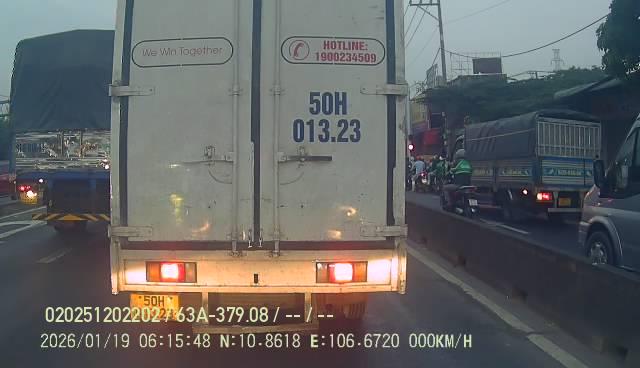 We Win Together
HOTLINE:
1900234509
50H
013.23
50H
020251202202 / 63A-379.08 / -- / --
2026/01/19 06:15:48 N:10.8618 E:106.6720 000KM/H